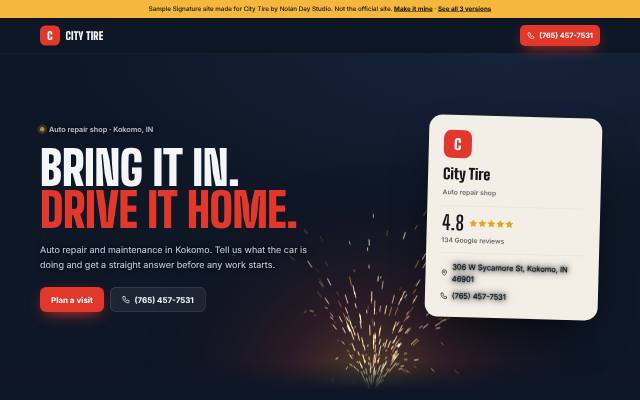 Sample Signature site made for City Tire by Nolan Day Studio. Not the official site. Make it mine · See all 3 versions
C CITY TIRE
(765) 457-7531
Auto repair shop · Kokomo, IN
BRING IT IN.
DRIVE IT HOME.
Auto repair and maintenance in Kokomo. Tell us what the car is
doing and get a straight answer before any work starts.
Plan a visit
(765) 457-7531
C
City Tire
Auto repair shop
4.8 ★★★★★
134 Google reviews
306 W Sycamore St, Kokomo, IN
46901
(765) 457-7531